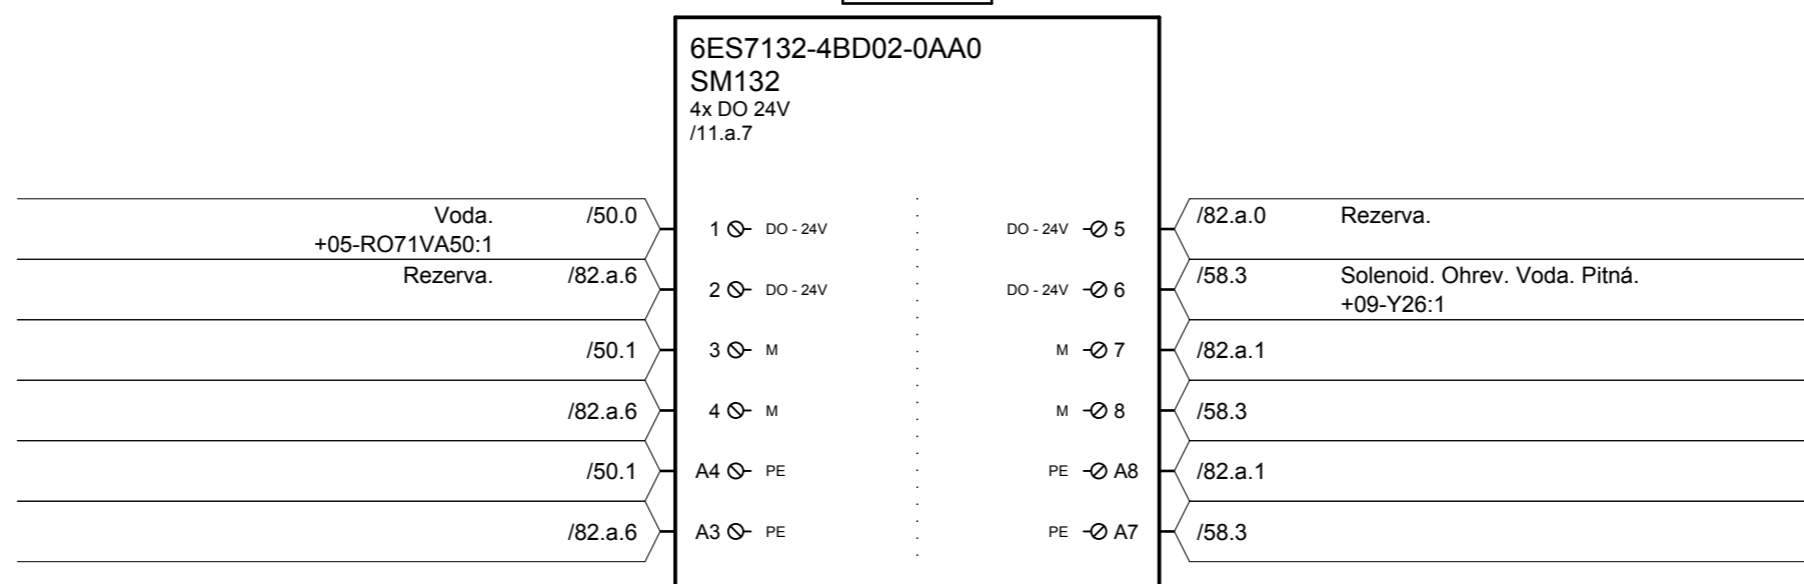 6ES7132-4BD02-0AA0
SM132
4x DO 24V
/11.a.7
Voda. /50.0 1 DO - 24V DO - 24V 5 /82.a.0 Rezerva.
+05-RO71VA50:1
Rezerva. /82.a.6 2 DO - 24V DO - 24V 6 /58.3 Solenoid. Ohrev. Voda. Pitná.
+09-Y26:1
/50.1 3 M M 7 /82.a.1
/82.a.6 4 M M 8 /58.3
/50.1 A4 PE PE A8 /82.a.1
/82.a.6 A3 PE PE A7 /58.3